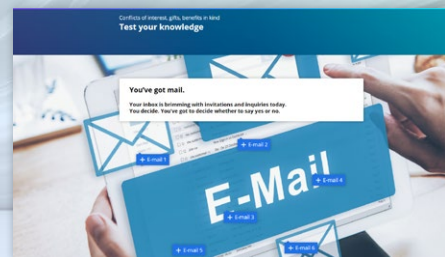 Conflicts of interest, gifts, benefits in kind
Test your knowledge
You've got mail.
Your inbox is brimming with invitations and inquiries today.
You decide. You've got to decide whether to say yes or no.
+ E-mail 2
+ E-mail 1
E-Mail
+ E-mail 4
+ E-mail 3
+ E-mail 5
+ E-mail 6